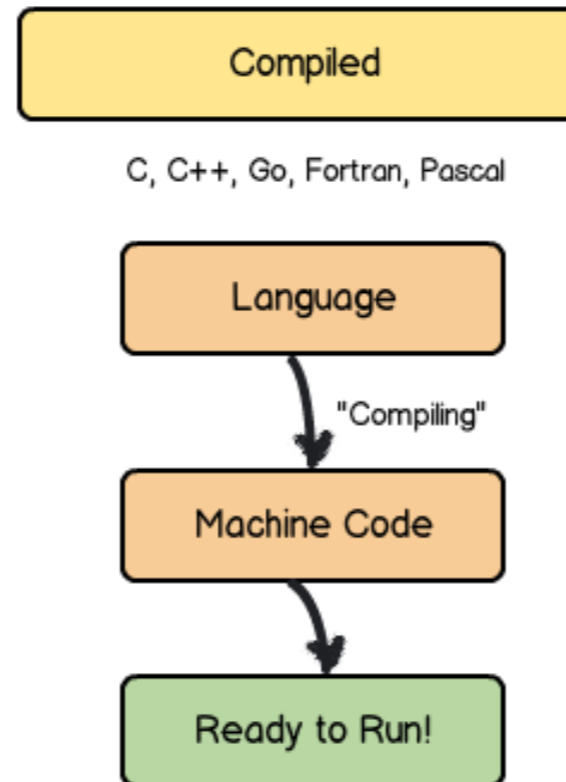 Compiled
C, C++, Go, Fortran, Pascal
Language
"Compiling"
Machine Code
Ready to Run!